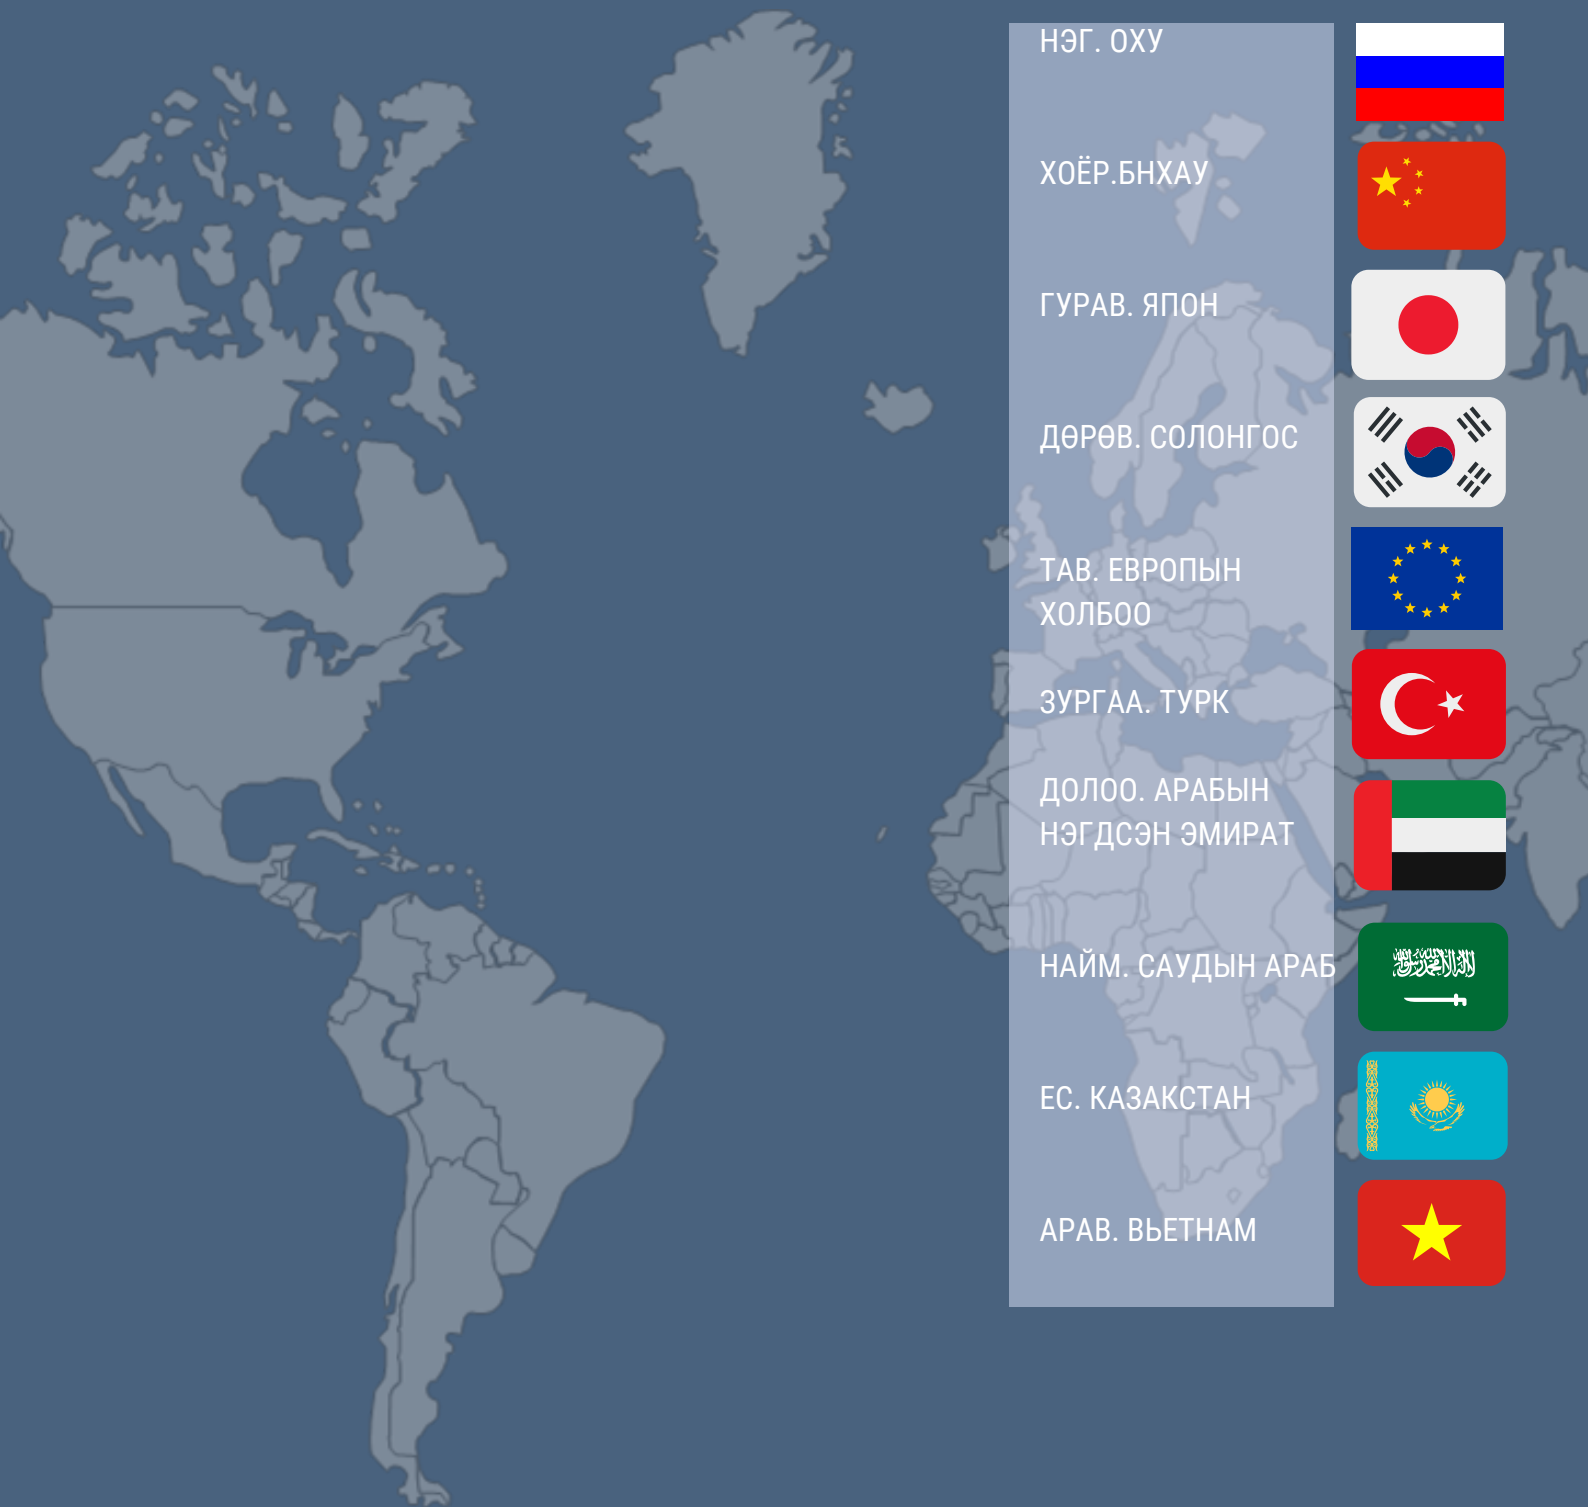 НЭГ. ОХУ
ХОЁР.БНХАУ
ГУРАВ. ЯПОН
ДӨРӨВ. СОЛОНГОС
ТАВ. ЕВРОПЫН
ХОЛБОО
ЗУРГАА. ТУРК
ДОЛОО. АРАБЫН
НЭГДСЭН ЭМИРАТ
НАЙМ. САУДЫН АРАБ
ЕС. КАЗАКСТАН
АРАВ. ВЬЕТНАМ